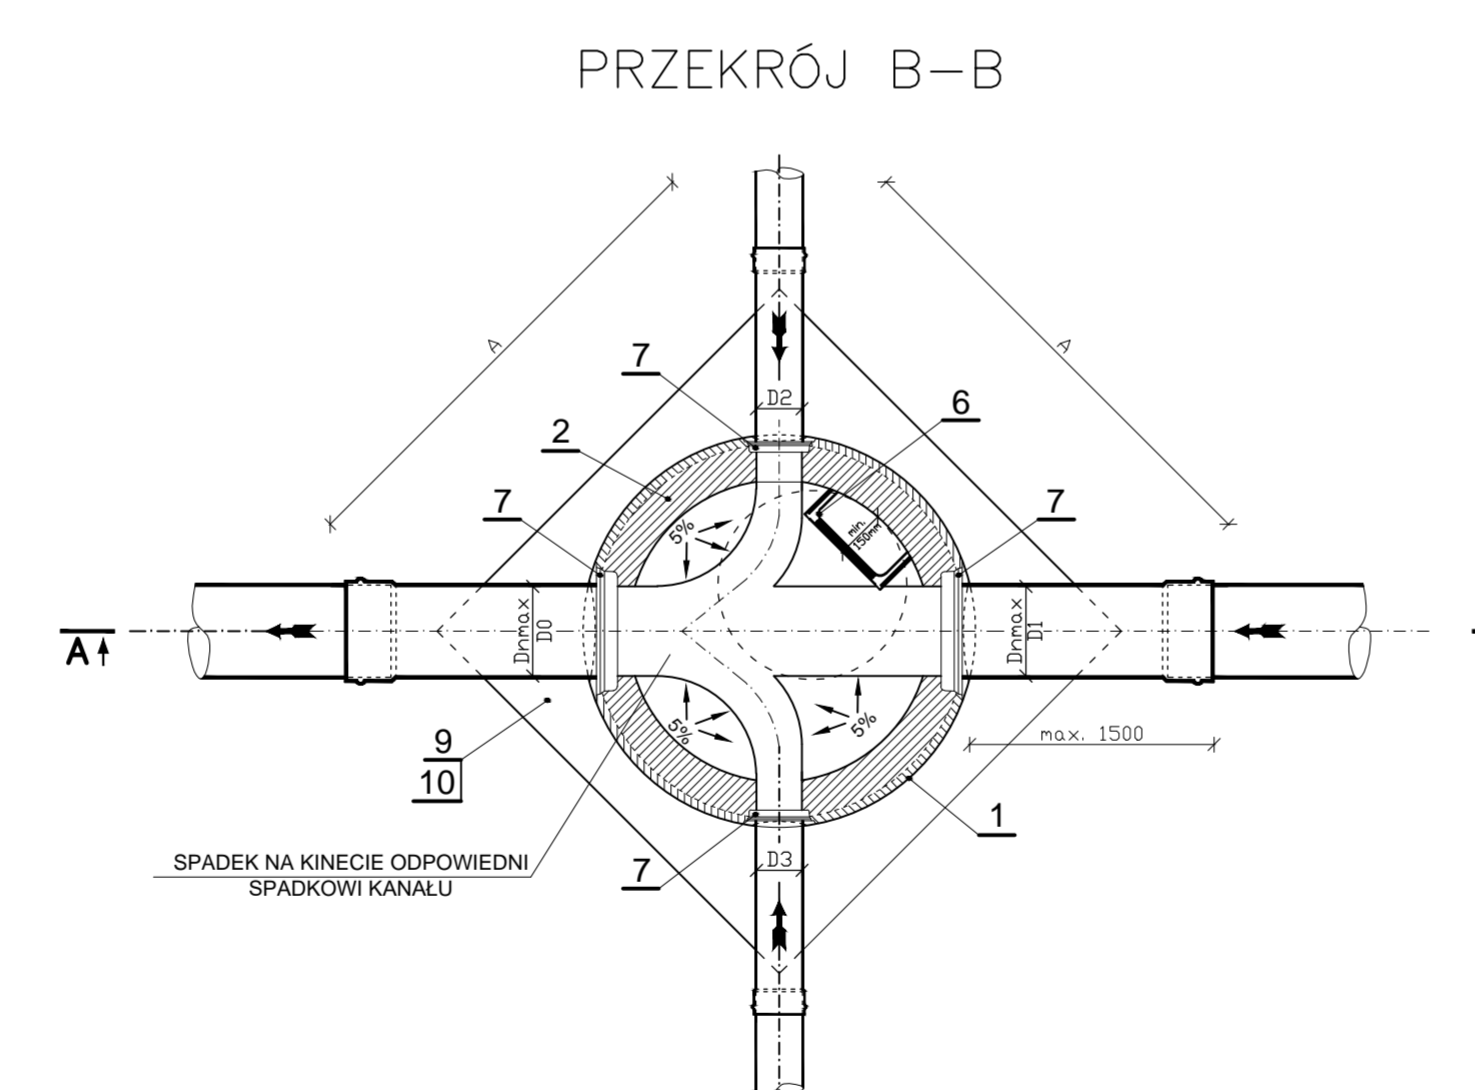 PRZEKRÓJ B-B
A
A
7
D2
6
2
7
7
5%
min.
150mm
Dnmax
D0
Dnmax
D1
A
5%
5%
max. 1500
9
10
1
SPADEK NA KINECIE ODPOWIEDNI
SPADKOWI KANAŁU
7
D3